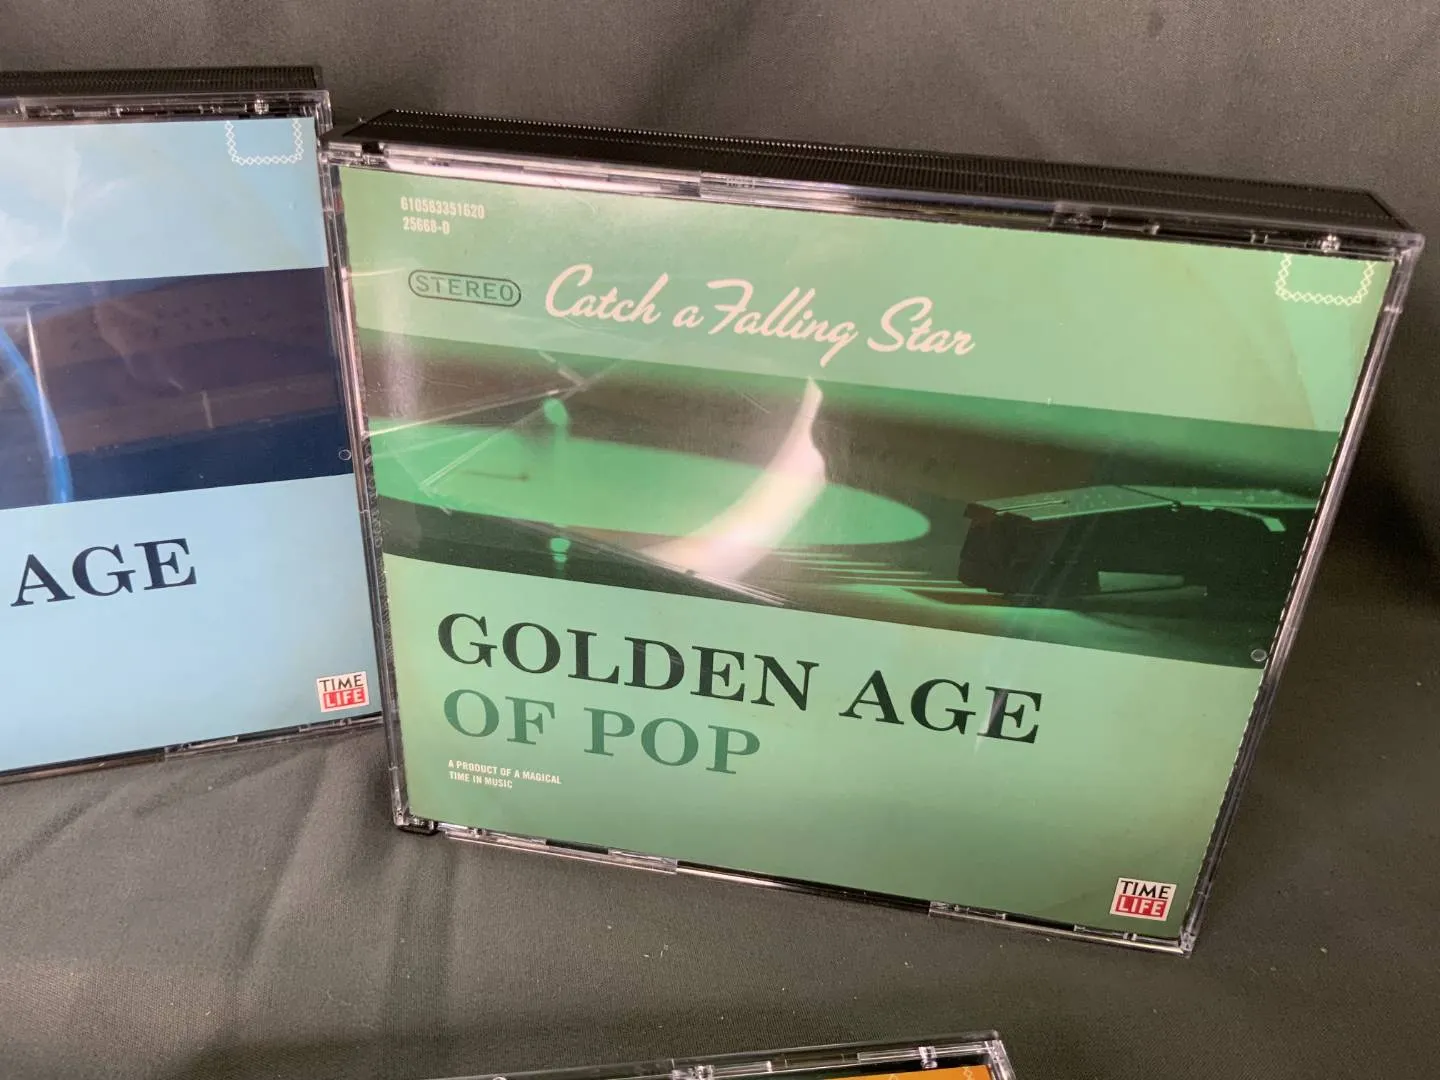 AGE
TIME
LIFE
610583351620
25668-D
STEREO
Catch a Falling Star
GOLDEN AGE
OF POP
A PRODUCT OF A MAGICAL
TIME IN MUSIC
TIME
LIFE